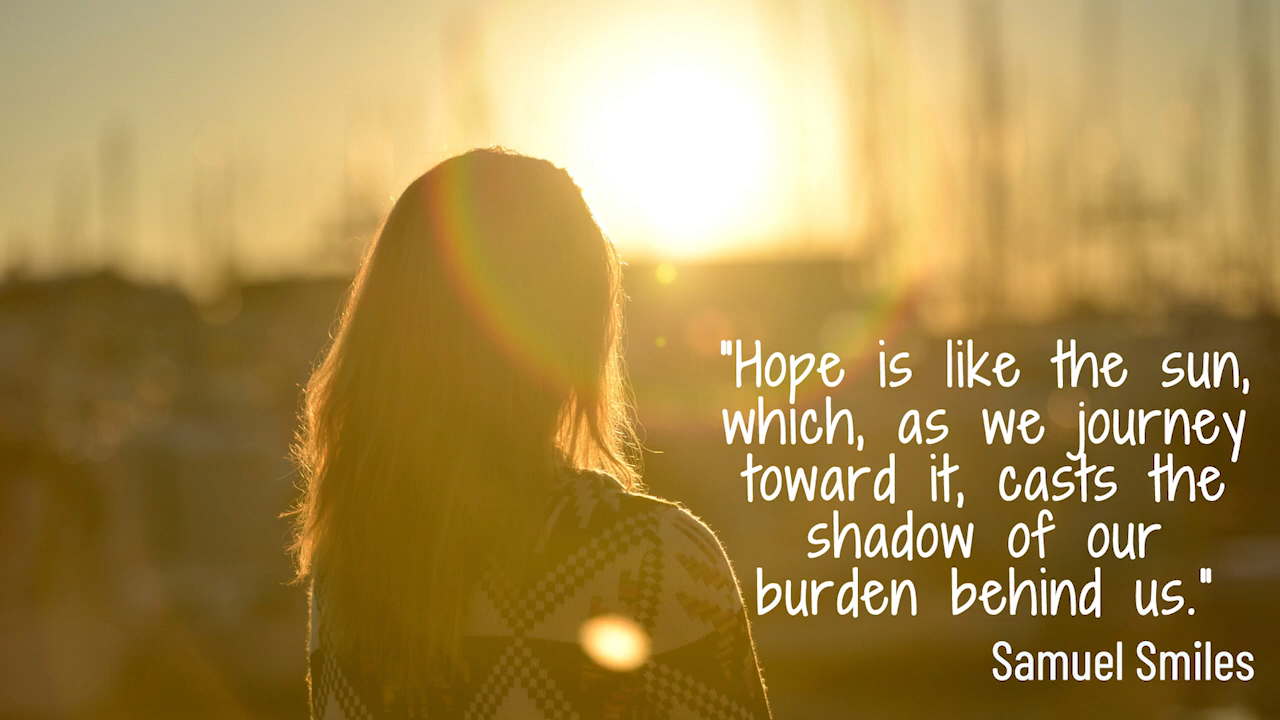 "Hope is like the sun,
which, as we journey
toward it, casts the
shadow of our
burden behind us."
Samuel Smiles